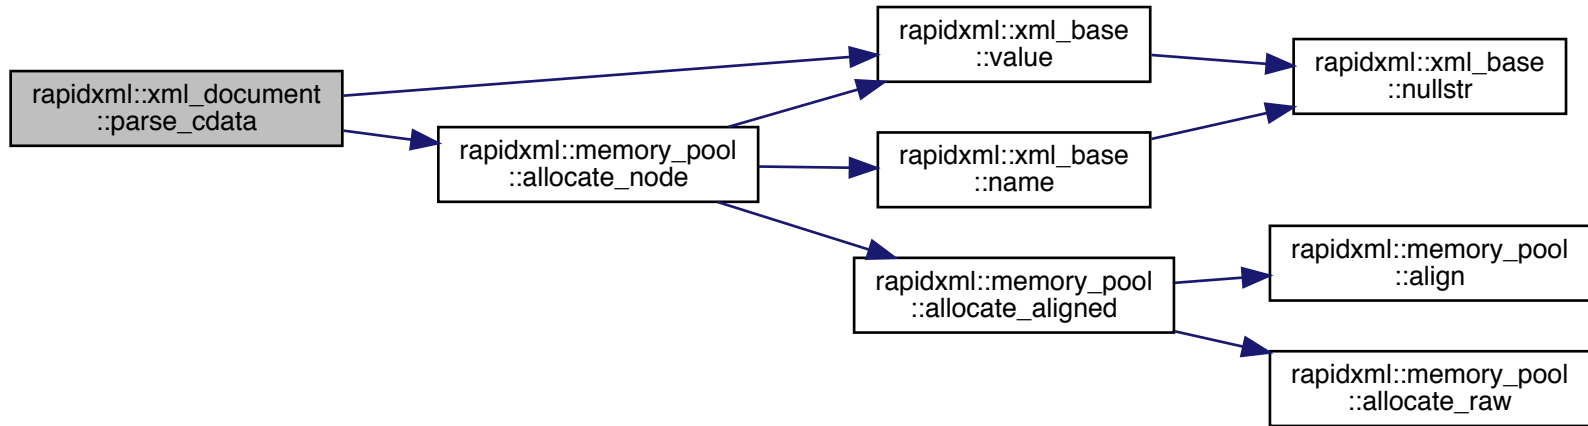 rapidxml::xml_document
::parse_cdata
rapidxml::memory_pool
::allocate_node
rapidxml::xml_base
::value
rapidxml::xml_base
::name
rapidxml::memory_pool
::allocate_aligned
rapidxml::xml_base
::nullstr
rapidxml::memory_pool
::align
rapidxml::memory_pool
::allocate_raw